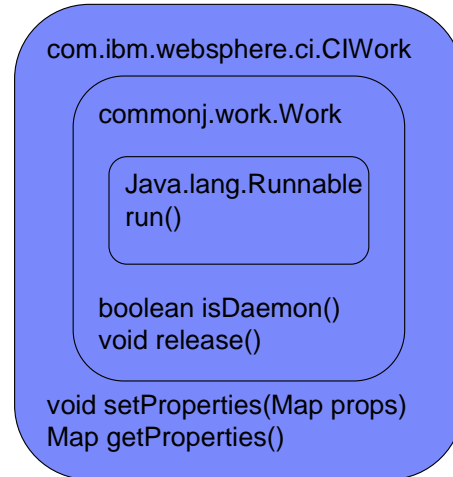 com.ibm.websphere.ci.CIWork
commonj.work.Work
Java.lang.Runnable
run()
boolean isDaemon()
void release()
void setProperties(Map props)
Map getProperties()